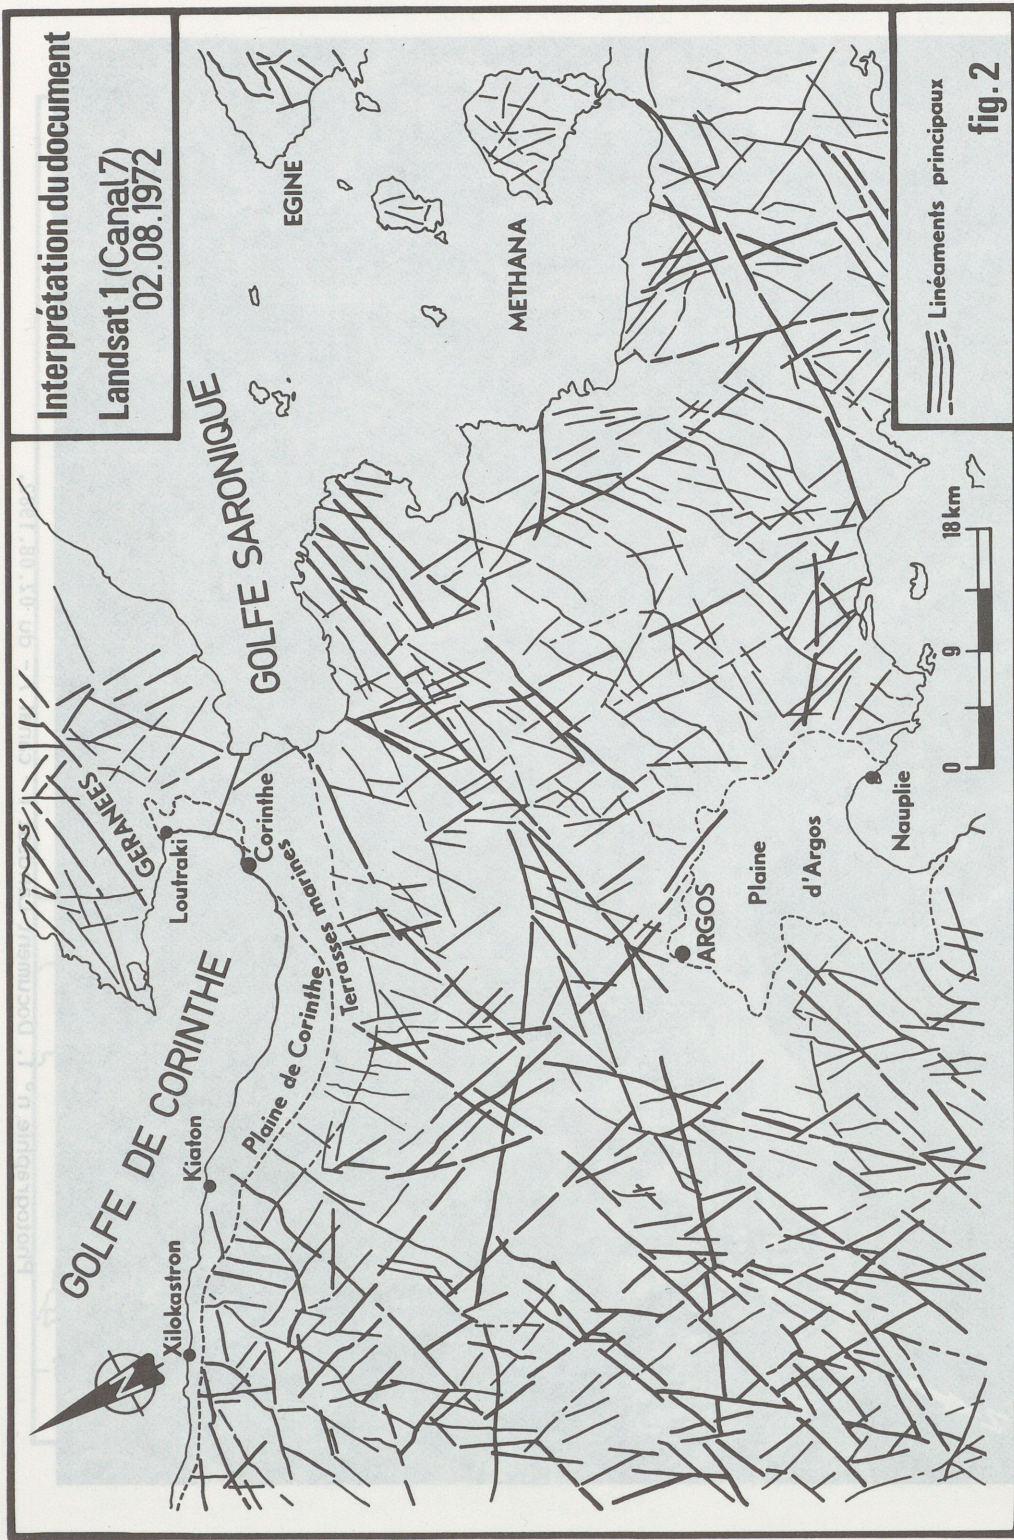 Interprétation du document
Landsat 1 (Canal 7)
02.08.1972
GOLFE DE CORINTHE
GOLFE SARONIQUE
GERANEES
Loutraki
Corinthe
Kiaton
Xilokastron
Plaine de Corinthe
Terrasses marines
EGINE
METHANA
ARGOS
Plaine
d'Argos
Nauplie
N
0 9 18 km
Linéaments principaux
fig. 2